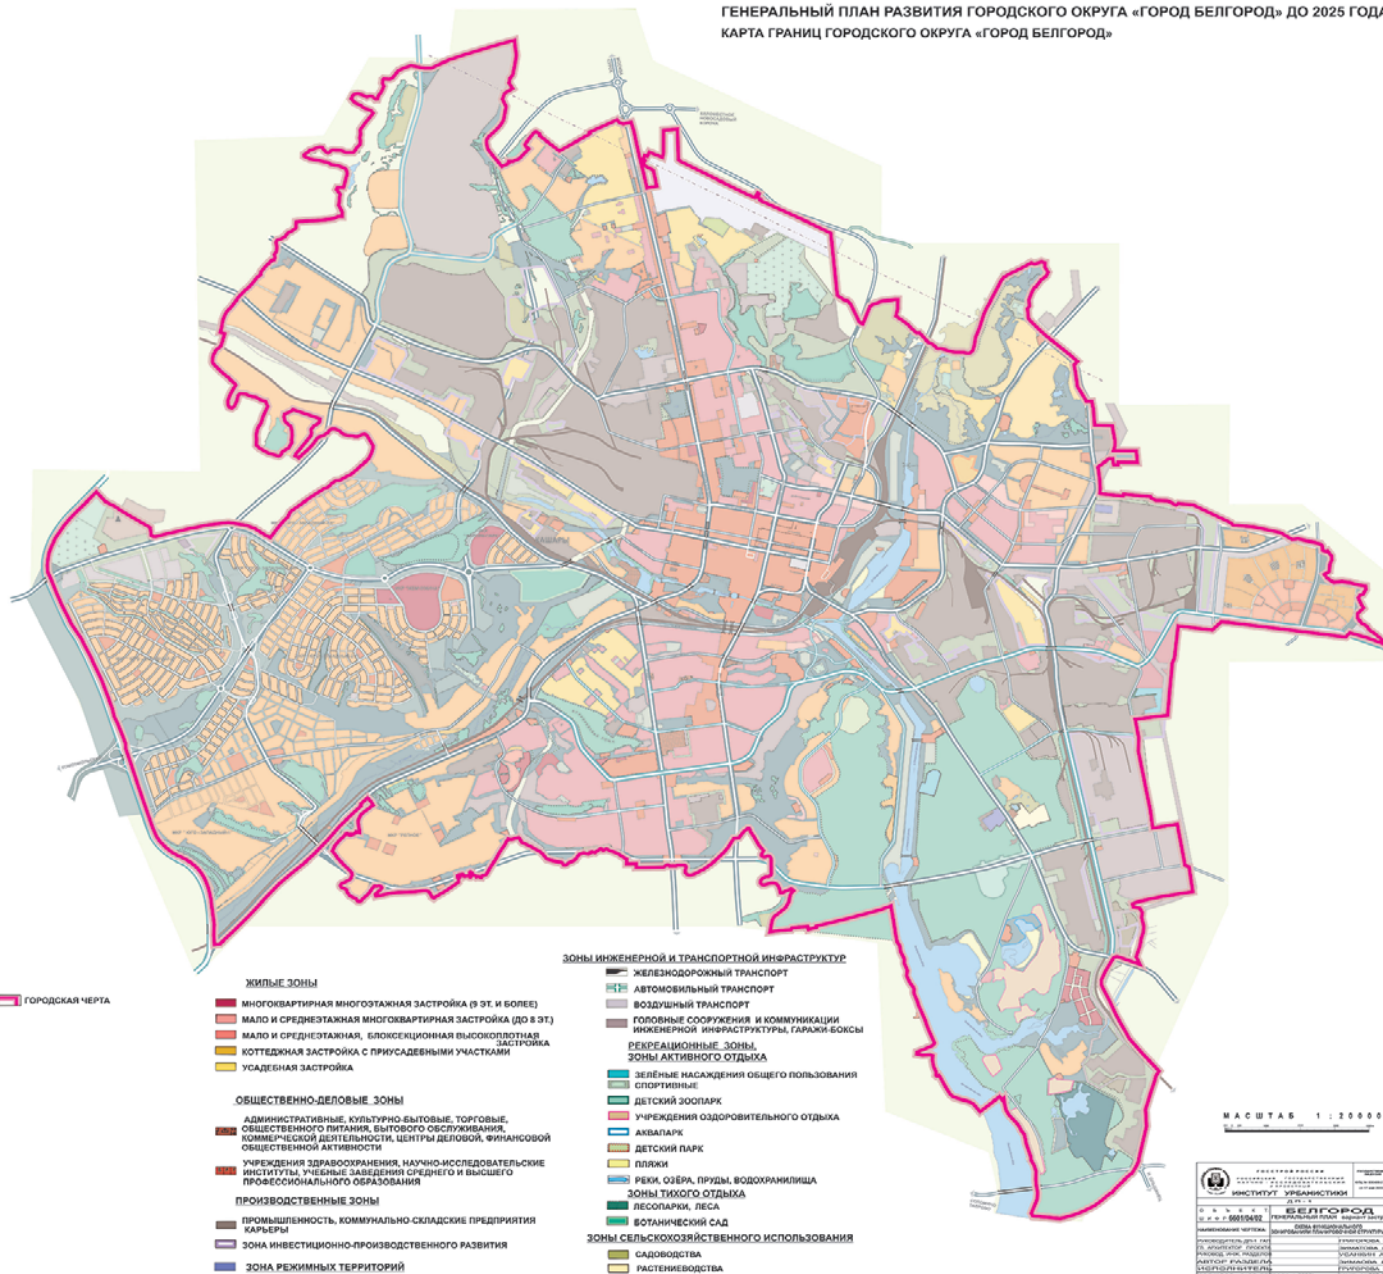 ГЕНЕРАЛЬНЫЙ ПЛАН РАЗВИТИЯ ГОРОДСКОГО ОКРУГА «ГОРОД БЕЛГОРОД» ДО 2025 ГОДА
КАРТА ГРАНИЦ ГОРОДСКОГО ОКРУГА «ГОРОД БЕЛГОРОД»
ГОРОДСКАЯ ЧЕРТА
ЖИЛЫЕ ЗОНЫ
МНОГОКВАРТИРНАЯ МНОГОЭТАЖНАЯ ЗАСТРОЙКА (9 ЭТ. И БОЛЕЕ)
МАЛО И СРЕДНЕЭТАЖНАЯ МНОГОКВАРТИРНАЯ ЗАСТРОЙКА (ДО 8 ЭТ.)
МАЛО И СРЕДНЕЭТАЖНАЯ, БЛОКСЕКЦИОННАЯ ВЫСОКОПЛОТНАЯ
ЗАСТРОЙКА
КОТТЕДЖНАЯ ЗАСТРОЙКА С ПРИУСАДЕБНЫМИ УЧАСТКАМИ
УСАДЕБНАЯ ЗАСТРОЙКА
ОБЩЕСТВЕННО-ДЕЛОВЫЕ ЗОНЫ
АДМИНИСТРАТИВНЫЕ, КУЛЬТУРНО-БЫТОВЫЕ, ТОРГОВЫЕ,
ОБЩЕСТВЕННОГО ПИТАНИЯ, БЫТОВОГО ОБСЛУЖИВАНИЯ,
КОММЕРЧЕСКОЙ ДЕЯТЕЛЬНОСТИ, ЦЕНТРЫ ДЕЛОВОЙ, ФИНАНСОВОЙ
ОБЩЕСТВЕННОЙ АКТИВНОСТИ
УЧРЕЖДЕНИЯ ЗДРАВООХРАНЕНИЯ, НАУЧНО-ИССЛЕДОВАТЕЛЬСКИЕ
ИНСТИТУТЫ, УЧЕБНЫЕ ЗАВЕДЕНИЯ СРЕДНЕГО И ВЫСШЕГО
ПРОФЕССИОНАЛЬНОГО ОБРАЗОВАНИЯ
ПРОИЗВОДСТВЕННЫЕ ЗОНЫ
ПРОМЫШЛЕННОСТЬ, КОММУНАЛЬНО-СКЛАДСКИЕ ПРЕДПРИЯТИЯ
КАРЬЕРЫ
ЗОНА ИНВЕСТИЦИОННО-ПРОИЗВОДСТВЕННОГО РАЗВИТИЯ
ЗОНА РЕЖИМНЫХ ТЕРРИТОРИЙ
ЗОНЫ ИНЖЕНЕРНОЙ И ТРАНСПОРТНОЙ ИНФРАСТРУКТУР
ЖЕЛЕЗНОДОРОЖНЫЙ ТРАНСПОРТ
АВТОМОБИЛЬНЫЙ ТРАНСПОРТ
ВОЗДУШНЫЙ ТРАНСПОРТ
ГОЛОВНЫЕ СООРУЖЕНИЯ И КОММУНИКАЦИИ
ИНЖЕНЕРНОЙ ИНФРАСТРУКТУРЫ, ГАРАЖИ-БОКСЫ
РЕКРЕАЦИОННЫЕ ЗОНЫ,
ЗОНЫ АКТИВНОГО ОТДЫХА
ЗЕЛЁНЫЕ НАСАЖДЕНИЯ ОБЩЕГО ПОЛЬЗОВАНИЯ
СПОРТИВНЫЕ
ДЕТСКИЙ ЗООПАРК
УЧРЕЖДЕНИЯ ОЗДОРОВИТЕЛЬНОГО ОТДЫХА
АКВАПАРК
ДЕТСКИЙ ПАРК
ПЛЯЖИ
РЕКИ, ОЗЁРА, ПРУДЫ, ВОДОХРАНИЛИЩА
ЗОНЫ ТИХОГО ОТДЫХА
ЛЕСОПАРКИ, ЛЕСА
БОТАНИЧЕСКИЙ САД
ЗОНЫ СЕЛЬСКОХОЗЯЙСТВЕННОГО ИСПОЛЬЗОВАНИЯ
САДОВОДСТВА
РАСТЕНИЕВОДСТВА
МАСШТАБ 1:20000
ИНСТИТУТ УРБАНИСТИКИ
БЕЛГОРОД
ГЕНЕРАЛЬНЫЙ ПЛАН
АВТОР РАЗДЕЛА
ИСПОЛНИТЕЛЬ